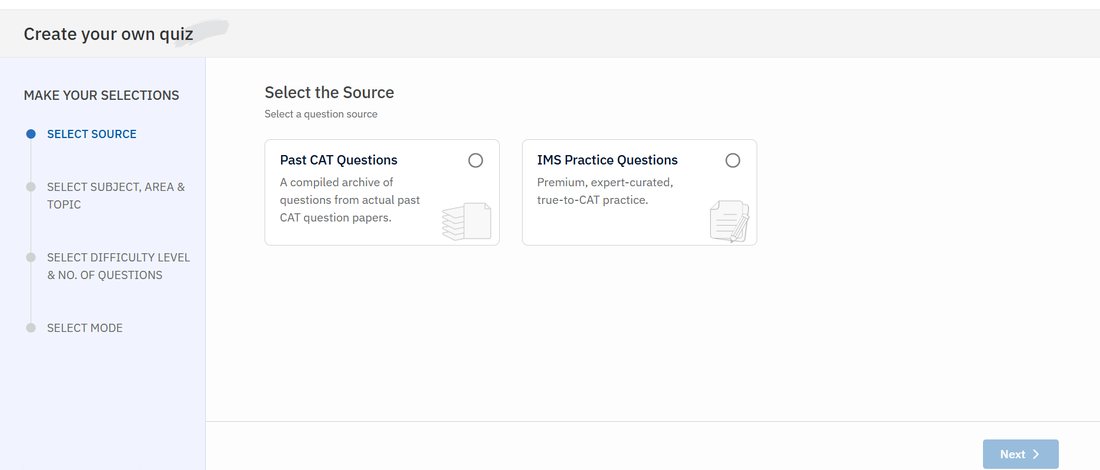 Create your own quiz
MAKE YOUR SELECTIONS
SELECT SOURCE
SELECT SUBJECT, AREA &
TOPIC
SELECT DIFFICULTY LEVEL
& NO. OF QUESTIONS
SELECT MODE
Select the Source
Select a question source
Past CAT Questions
A compiled archive of
questions from actual past
CAT question papers.
IMS Practice Questions
Premium, expert-curated,
true-to-CAT practice.
Next